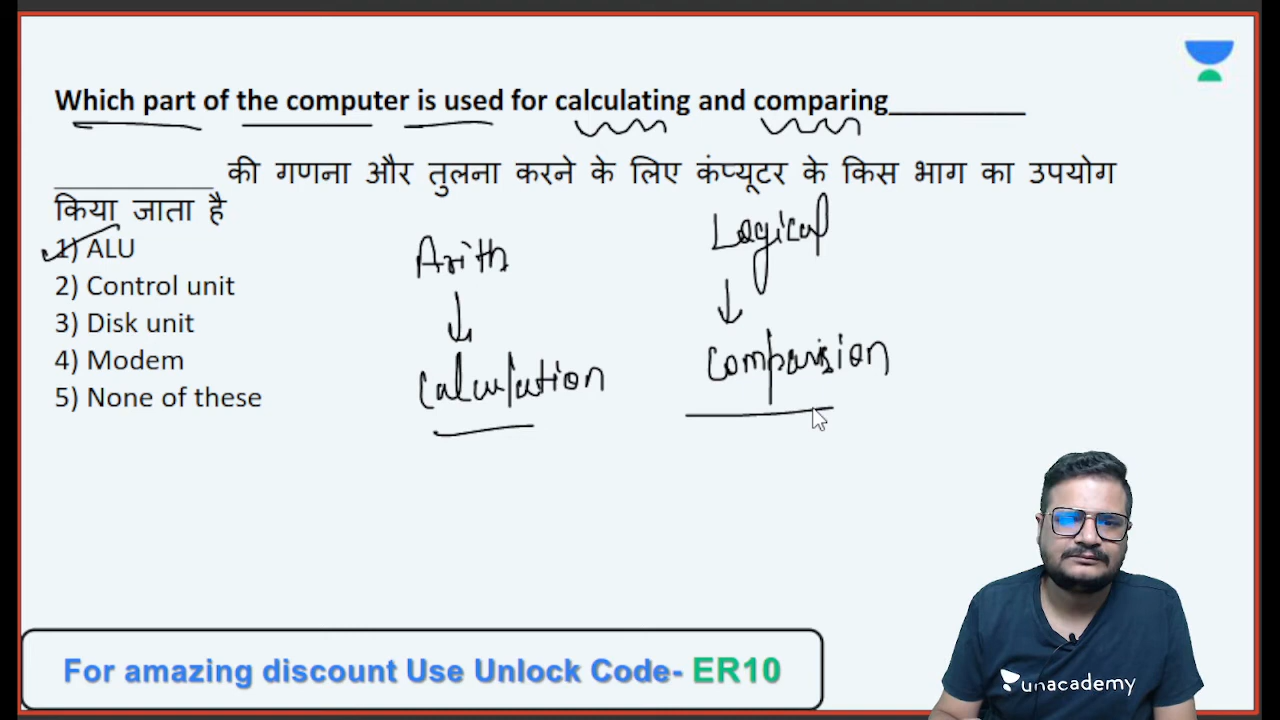 Which part of the computer is used for calculating and comparing__________
__________ की गणना और तुलना करने के लिए कंप्यूटर के किस भाग का उपयोग
किया जाता है
1) ALU
2) Control unit
3) Disk unit
4) Modem
5) None of these
Arith
Logical
Calculation
Comparision
For amazing discount Use Unlock Code- ER10
unacademy